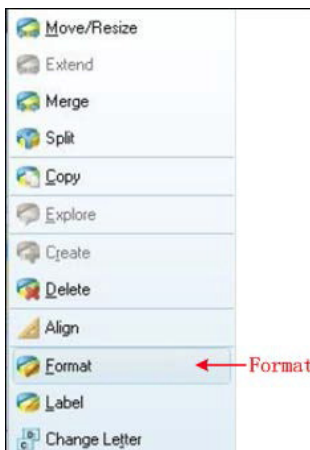 Move/Resize
Extend
Merge
Split
Copy
Explore
Create
Delete
Align
Format Format
Label
Change Letter